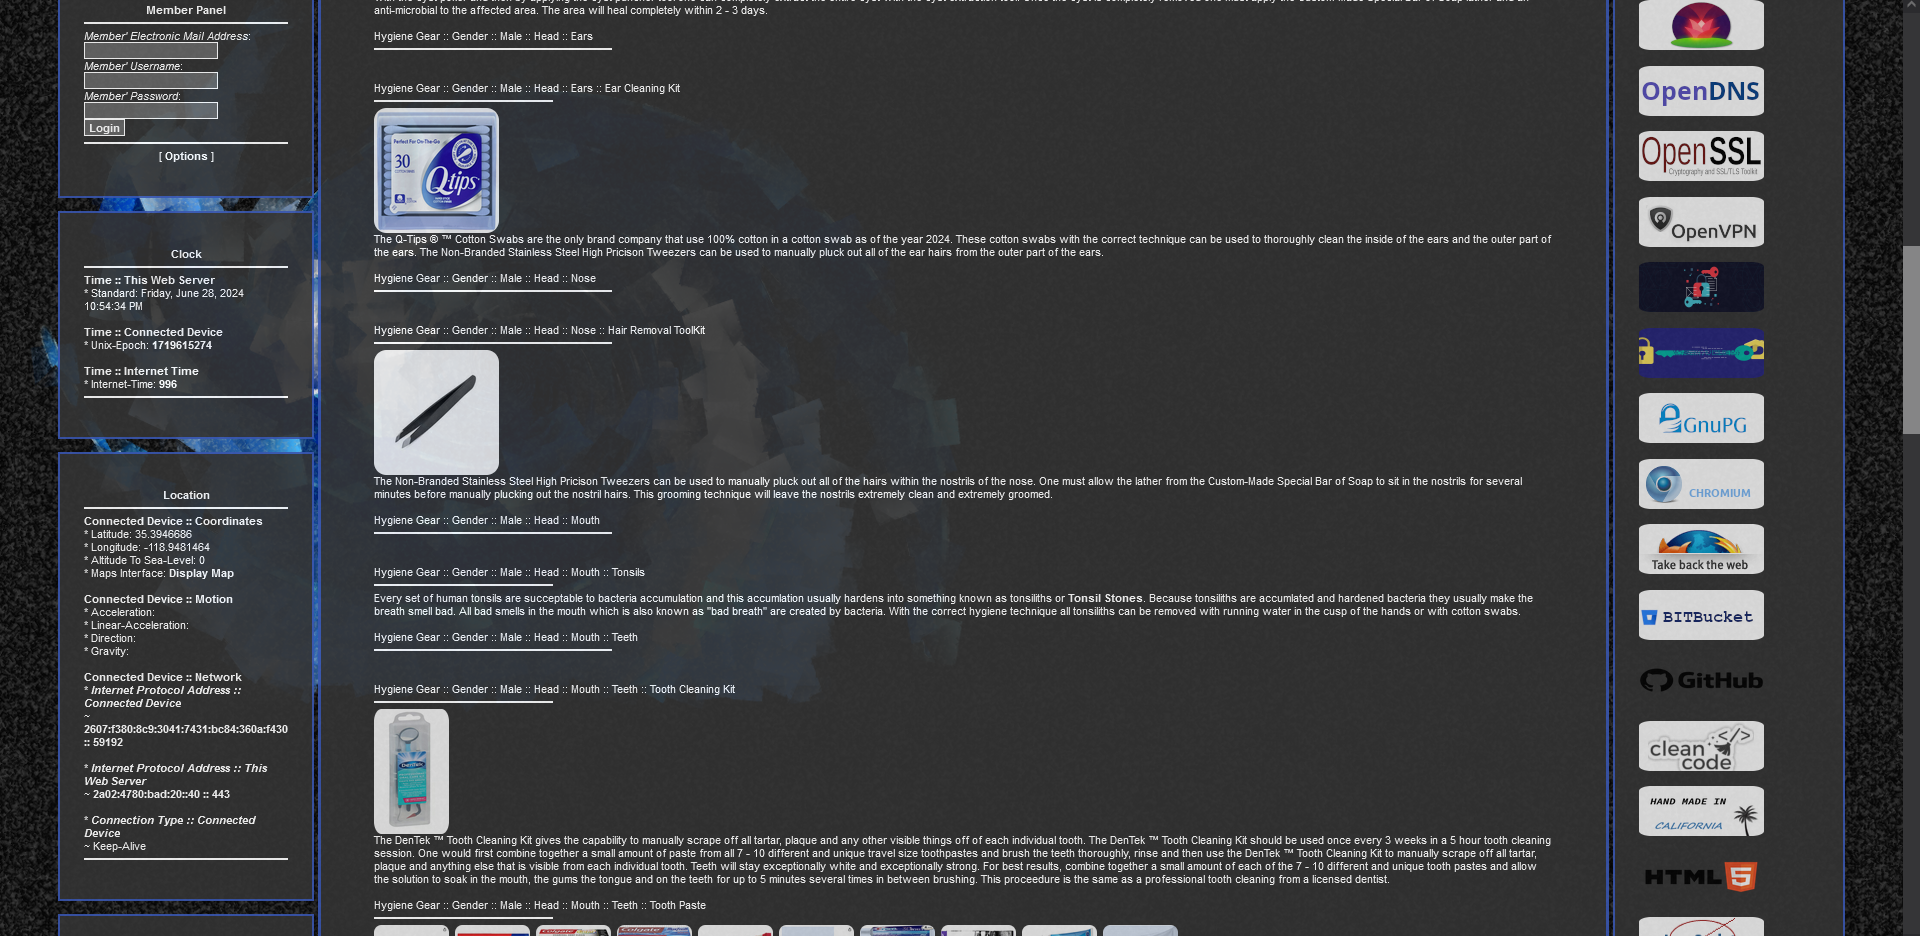 Member Panel
Member' Electronic Mail Address:
Member' Username:
Member' Password:
Login
[ Options ]
Clock
Time :: This Web Server
* Standard: Friday, June 28, 2024
10:54:34 PM
Time :: Connected Device
* Unix-Epoch: 1719615274
Time :: Internet Time
* Internet-Time: 996
Location
Connected Device :: Coordinates
* Latitude: 35.3946686
* Longitude: -118.9481464
* Altitude To Sea-Level: 0
* Maps Interface: Display Map
Connected Device :: Motion
* Acceleration:
* Linear-Acceleration:
* Direction:
* Gravity:
Connected Device :: Network
* Internet Protocol Address ::
Connected Device
~
2607:f380:8c9:3041:7431:bc84:360a:f430
:: 59192
* Internet Protocol Address :: This
Web Server
~ 2a02:4780:bad:20::40 :: 443
* Connection Type :: Connected
Device
~ Keep-Alive
anti-microbial to the affected area. The area will heal completely within 2 - 3 days.
Hygiene Gear :: Gender :: Male :: Head :: Ears
Hygiene Gear :: Gender :: Male :: Head :: Ears :: Ear Cleaning Kit
Perfect For On-The-Go
30
Q-tips
The Q-Tips ® ™ Cotton Swabs are the only brand company that use 100% cotton in a cotton swab as of the year 2024. These cotton swabs with the correct technique can be used to thoroughly clean the inside of the ears and the outer part of
the ears. The Non-Branded Stainless Steel High Pricison Tweezers can be used to manually pluck out all of the ear hairs from the outer part of the ears.
Hygiene Gear :: Gender :: Male :: Head :: Nose
Hygiene Gear :: Gender :: Male :: Head :: Nose :: Hair Removal ToolKit
The Non-Branded Stainless Steel High Pricison Tweezers can be used to manually pluck out all of the hairs within the nostrils of the nose. One must allow the lather from the Custom-Made Special Bar of Soap to sit in the nostrils for several
minutes before manually plucking out the nostril hairs. This grooming technique will leave the nostrils extremely clean and extremely groomed.
Hygiene Gear :: Gender :: Male :: Head :: Mouth
Hygiene Gear :: Gender :: Male :: Head :: Mouth :: Tonsils
Every set of human tonsils are succeptable to bacteria accumulation and this accumlation usually hardens into something known as tonsiliths or Tonsil Stones. Because tonsiliths are accumlated and hardened bacteria they usually make the
breath smell bad. All bad smells in the mouth which is also known as "bad breath" are created by bacteria. With the correct hygiene technique all tonsiliths can be removed with running water in the cusp of the hands or with cotton swabs.
Hygiene Gear :: Gender :: Male :: Head :: Mouth :: Teeth
Hygiene Gear :: Gender :: Male :: Head :: Mouth :: Teeth :: Tooth Cleaning Kit
DenTek
The DenTek ™ Tooth Cleaning Kit gives the capability to manually scrape off all tartar, plaque and any other visible things off of each individual tooth. The DenTek ™ Tooth Cleaning Kit should be used once every 3 weeks in a 5 hour tooth cleaning
session. One would first combine together a small amount of paste from all 7 - 10 different and unique travel size toothpastes and brush the teeth thoroughly, rinse and then use the DenTek ™ Tooth Cleaning Kit to manually scrape off all tartar,
plaque and anything else that is visible from each individual tooth. Teeth will stay exceptionally white and exceptionally strong. For best results, combine together a small amount of each of the 7 - 10 different and unique tooth pastes and allow
the solution to soak in the mouth, the gums the tongue and on the teeth for up to 5 minutes several times in between brushing. This proceedure is the same as a professional tooth cleaning from a licensed dentist.
Hygiene Gear :: Gender :: Male :: Head :: Mouth :: Teeth :: Tooth Paste
Colgate
OpenDNS
OpenSSL
Cryptography and SSL/TLS Toolkit
OpenVPN
GnuPG
CHROMIUM
Take back the web
BITBucket
GitHub
clean
code
HAND MADE IN
CALIFORNIA
HTML5